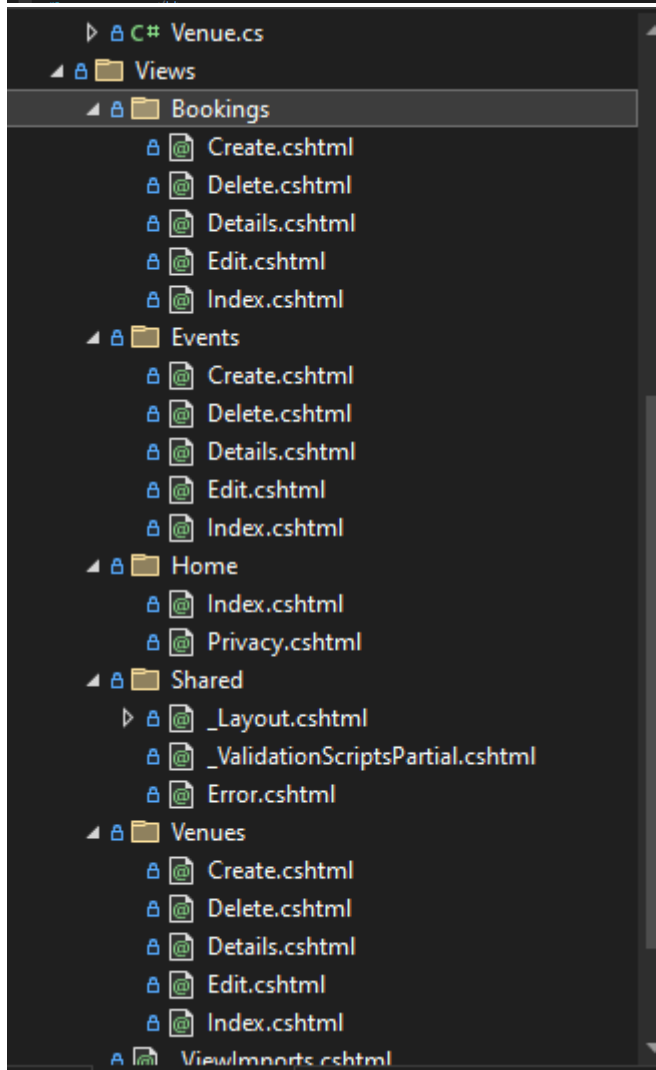 C# Venue.cs
Views
Bookings
Create.cshtml
Delete.cshtml
Details.cshtml
Edit.cshtml
Index.cshtml
Events
Create.cshtml
Delete.cshtml
Details.cshtml
Edit.cshtml
Index.cshtml
Home
Index.cshtml
Privacy.cshtml
Shared
_Layout.cshtml
_ValidationScriptsPartial.cshtml
Error.cshtml
Venues
Create.cshtml
Delete.cshtml
Details.cshtml
Edit.cshtml
Index.cshtml
_ViewImports.cshtml